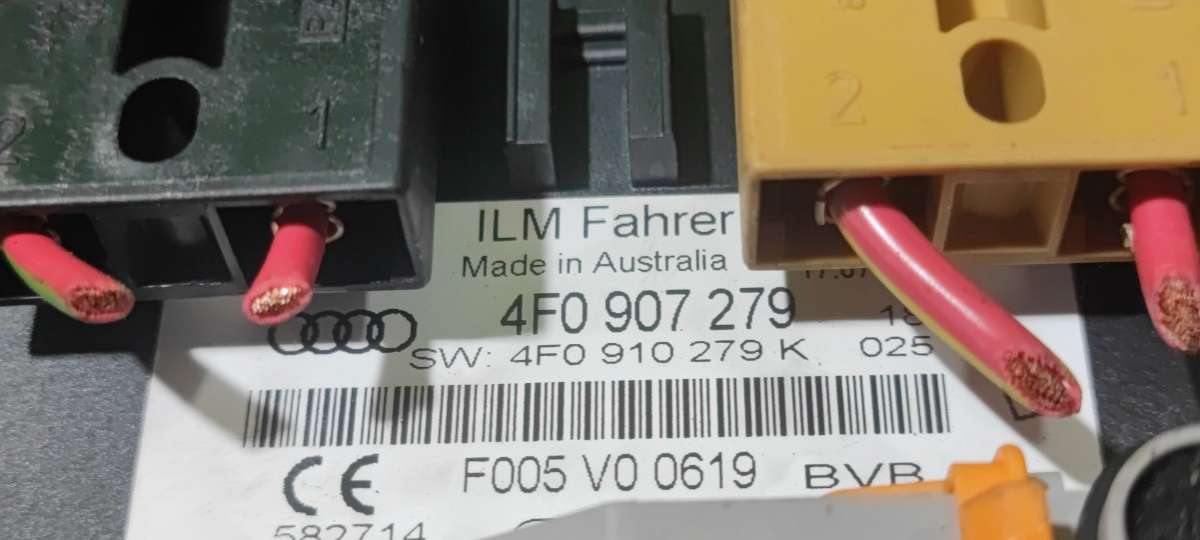 2 1
2 1
ILM Fahrer
Made in Australia
4F0 907 279
SW: 4F0 910 279 K 025
F005 V0 0619 BVB
582714